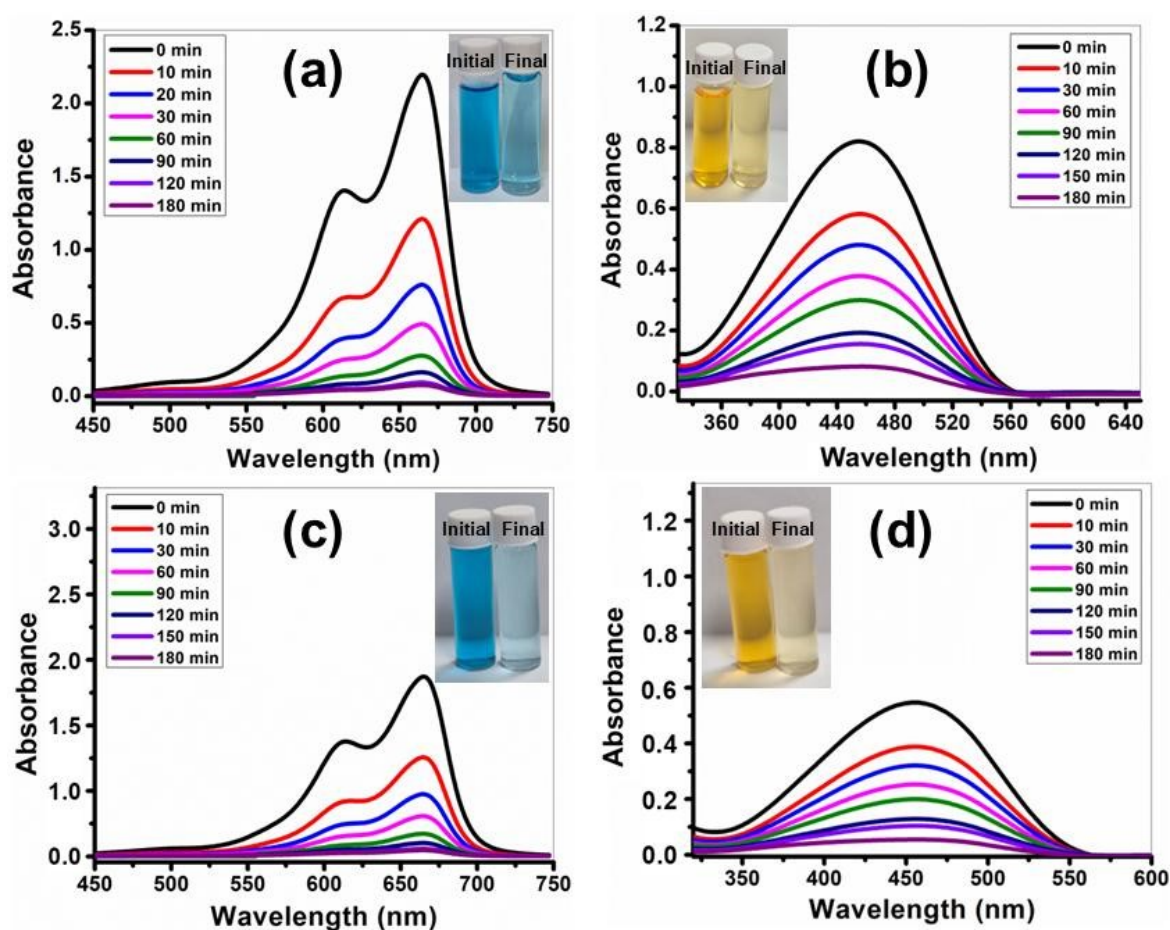 (a)
Initial Final
0 min
10 min
20 min
30 min
60 min
90 min
120 min
180 min
2.5
2.0
1.5
1.0
0.5
0.0
Absorbance
450 500 550 600 650 700 750
Wavelength (nm)
(b)
Initial Final
0 min
10 min
30 min
60 min
90 min
120 min
150 min
180 min
1.2
1.0
0.8
0.6
0.4
0.2
0.0
Absorbance
360 400 440 480 520 560 600 640
Wavelength (nm)
(c)
Initial Final
0 min
10 min
30 min
60 min
90 min
120 min
150 min
180 min
3.0
2.5
2.0
1.5
1.0
0.5
0.0
Absorbance
450 500 550 600 650 700 750
Wavelength (nm)
(d)
Initial Final
0 min
10 min
30 min
60 min
90 min
120 min
150 min
180 min
1.2
1.0
0.8
0.6
0.4
0.2
0.0
Absorbance
350 400 450 500 550 600
Wavelength (nm)